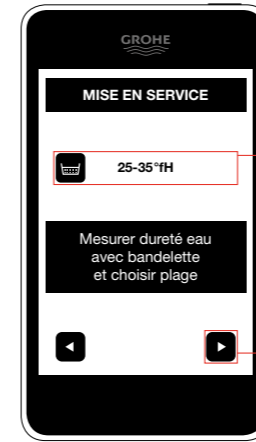 GROHE
MISE EN SERVICE
25-35°fH
Mesurer dureté eau
avec bandelette
et choisir plage